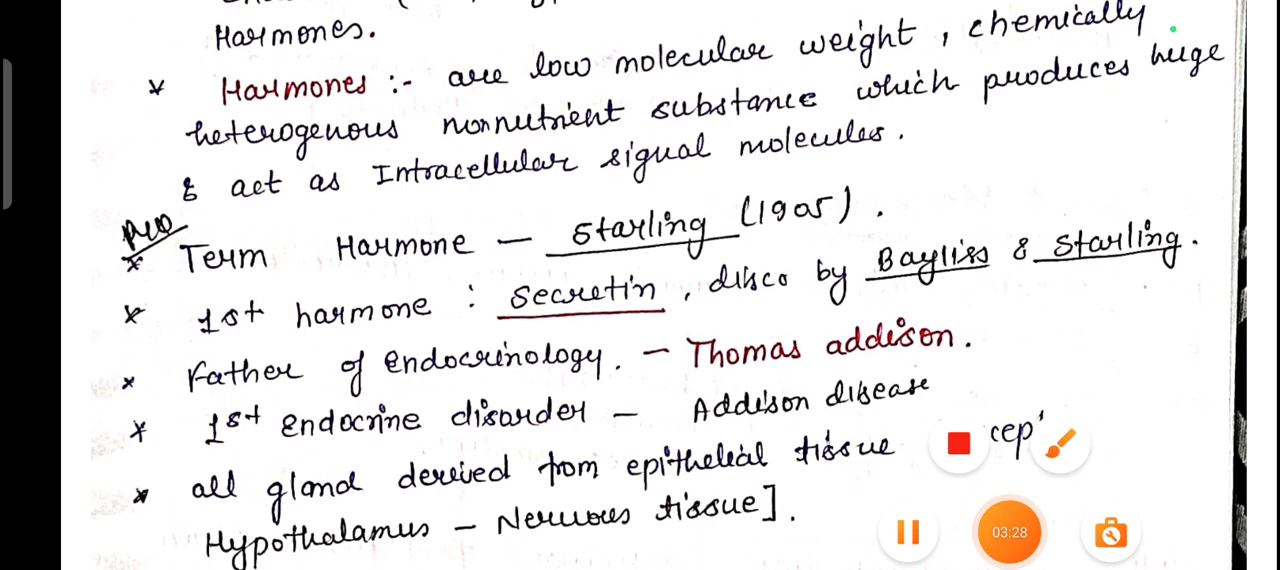 Harmones.
* Harmones :- are low molecular weight, chemically
heterogenous nonnutrient substance which produces huge
& act as Intracellular signal molecules.
* Term Harmone — Starling (1905).
* 1st harmone : Secretin, disco by Bayliss & Starling.
* Father of endocrinology. — Thomas addison.
* 1st endocrine disorder — Addison disease
* all gland derived from epithelial tissue
Hypothalamus — Nervous tissue].
03:28